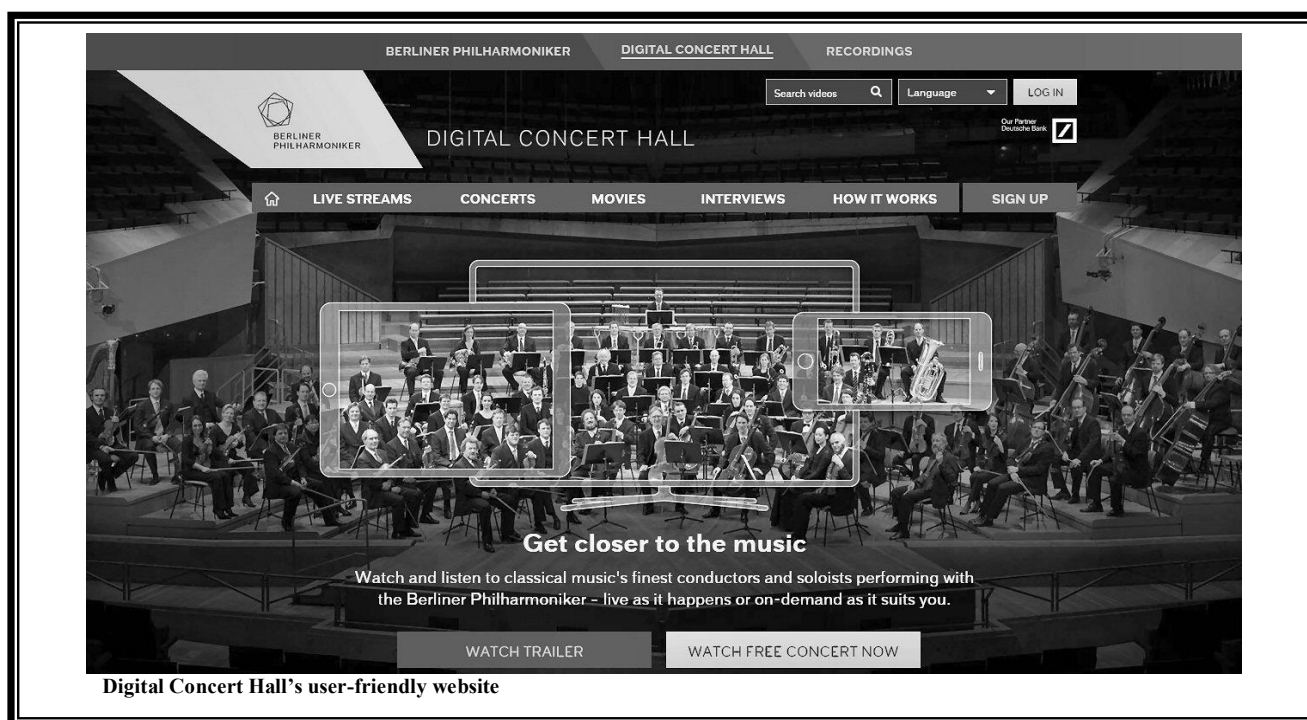 BERLINER PHILHARMONIKER DIGITAL CONCERT HALL RECORDINGS
Search videos Language LOG IN
BERLINER
PHILHARMONIKER
DIGITAL CONCERT HALL
Our Partner
Deutsche Bank
LIVE STREAMS CONCERTS MOVIES INTERVIEWS HOW IT WORKS SIGN UP
Get closer to the music
Watch and listen to classical music's finest conductors and soloists performing with
the Berliner Philharmoniker – live as it happens or on-demand as it suits you.
WATCH TRAILER WATCH FREE CONCERT NOW
Digital Concert Hall's user-friendly website